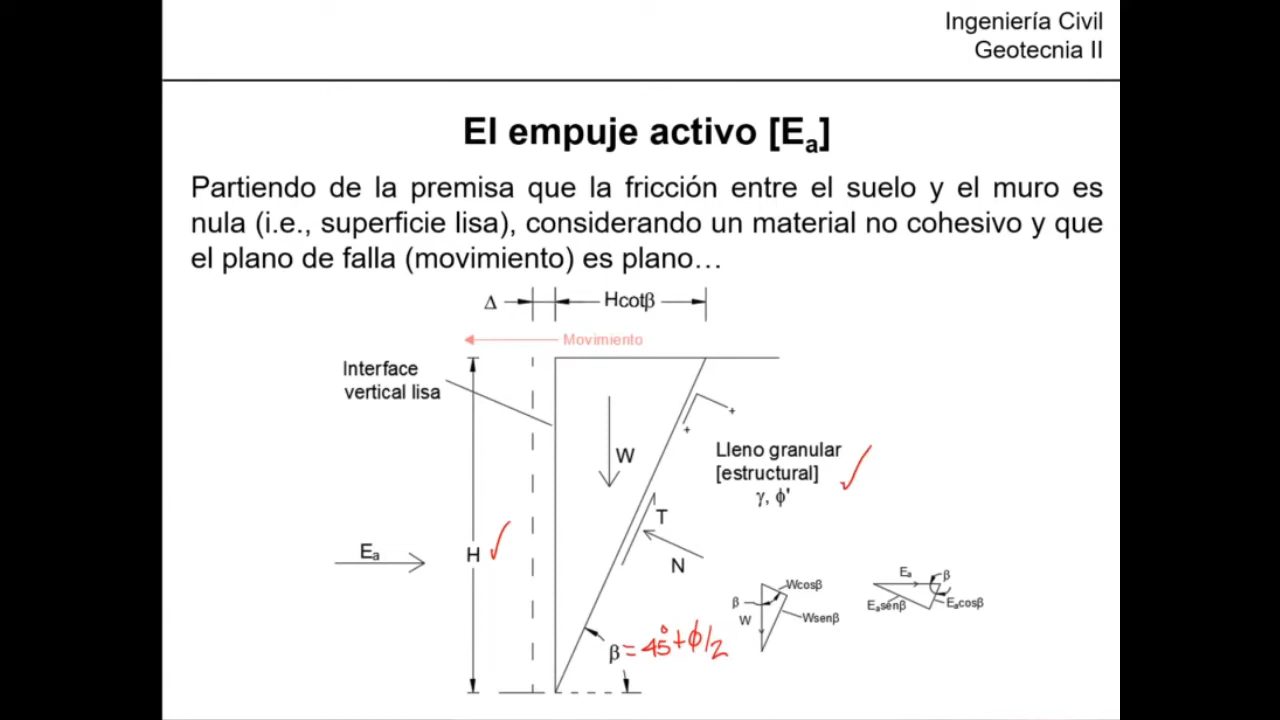 Ingeniería Civil
Geotecnia II
El empuje activo [Ea]
Partiendo de la premisa que la fricción entre el suelo y el muro es
nula (i.e., superficie lisa), considerando un material no cohesivo y que
el plano de falla (movimiento) es plano…
Δ
Hcotβ
Movimiento
Interface
vertical lisa
W
+
+
Lleno granular
[estructural]
γ, ϕ'
T
Ea
H
N
β = 45° + ϕ/2
β
W
Wcosβ
Wsenβ
Ea
β
Easenβ
Eacosβ